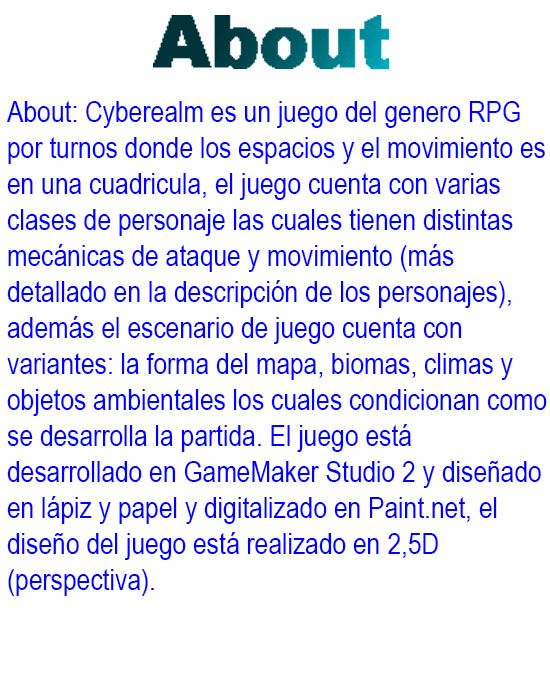 About
About: Cyberealm es un juego del genero RPG
por turnos donde los espacios y el movimiento es
en una cuadricula, el juego cuenta con varias
clases de personaje las cuales tienen distintas
mecánicas de ataque y movimiento (más
detallado en la descripción de los personajes),
además el escenario de juego cuenta con
variantes: la forma del mapa, biomas, climas y
objetos ambientales los cuales condicionan como
se desarrolla la partida. El juego está
desarrollado en GameMaker Studio 2 y diseñado
en lápiz y papel y digitalizado en Paint.net, el
diseño del juego está realizado en 2,5D
(perspectiva).